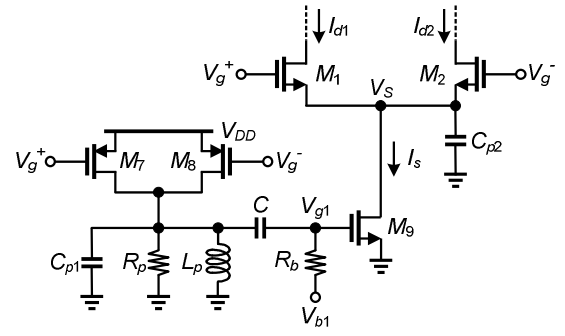 I_d1 I_d2
V_g^+ M_1 M_2 V_g^-
V_S
V_DD C_p2
V_g^+ M_7 M_8 V_g^- I_s
C V_g1 M_9
C_p1 R_p L_p R_b
V_b1